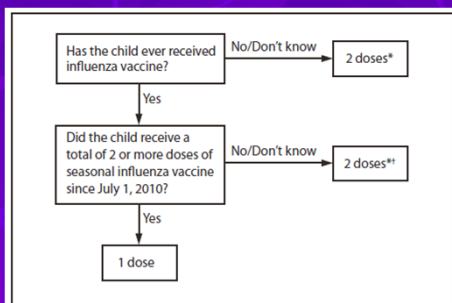 Has the child ever received
influenza vaccine?
No/Don't know
2 doses*
Yes
Did the child receive a
total of 2 or more doses of
seasonal influenza vaccine
since July 1, 2010?
No/Don't know
2 doses*†
Yes
1 dose